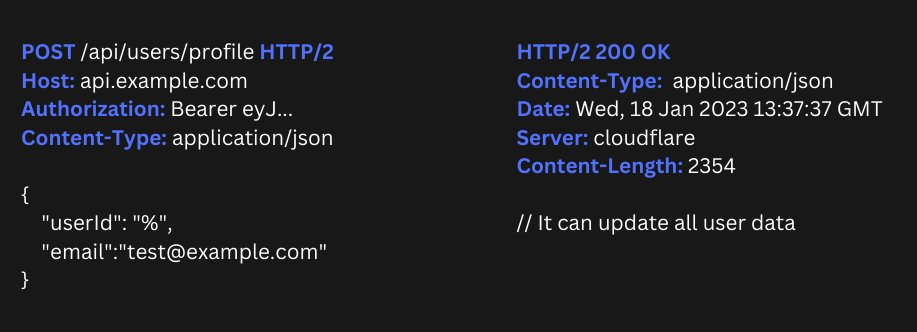 POST /api/users/profile HTTP/2
Host: api.example.com
Authorization: Bearer eyJ...
Content-Type: application/json
{
"userId": "%",
"email":"test@example.com"
}
HTTP/2 200 OK
Content-Type: application/json
Date: Wed, 18 Jan 2023 13:37:37 GMT
Server: cloudflare
Content-Length: 2354
// It can update all user data